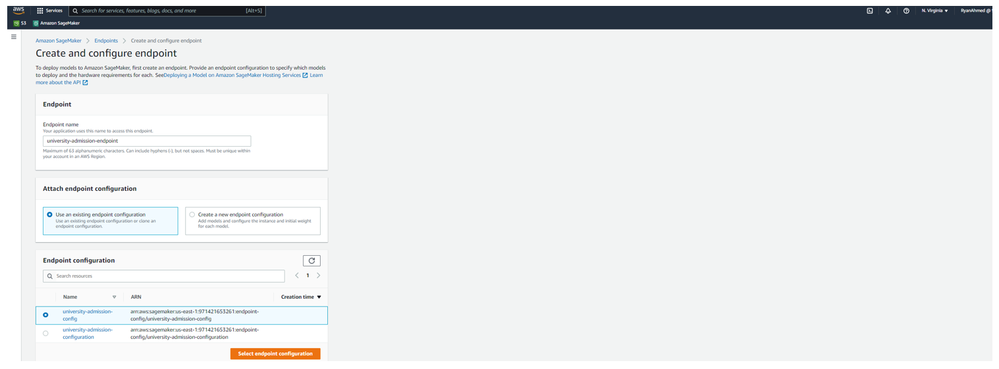 aws
Services
Search for services, features, blogs, docs, and more
[Alt+S]
N. Virginia
RyanAhmed @
S3
Amazon SageMaker
Amazon SageMaker > Endpoints > Create and configure endpoint
Create and configure endpoint
To deploy models to Amazon SageMaker, first create an endpoint. Provide an endpoint configuration to specify which models
to deploy and the hardware requirements for each. SeeDeploying a Model on Amazon SageMaker Hosting Services Learn
more about the API
Endpoint
Endpoint name
Your application uses this name to access this endpoint.
university-admission-endpoint
Maximum of 63 alphanumeric characters. Can include hyphens (-), but not spaces. Must be unique within
your account in an AWS Region.
Attach endpoint configuration
Use an existing endpoint configuration
Use an existing endpoint configuration or clone an
endpoint configuration.
Create a new endpoint configuration
Add models and configure the instance and initial weight
for each model.
Endpoint configuration
Search resources
1
Name
ARN
Creation time
university-admission-
config
arn:aws:sagemaker:us-east-1:971421653261:endpoint-
config/university-admission-config
university-admission-
configuration
arn:aws:sagemaker:us-east-1:971421653261:endpoint-
config/university-admission-configuration
Select endpoint configuration